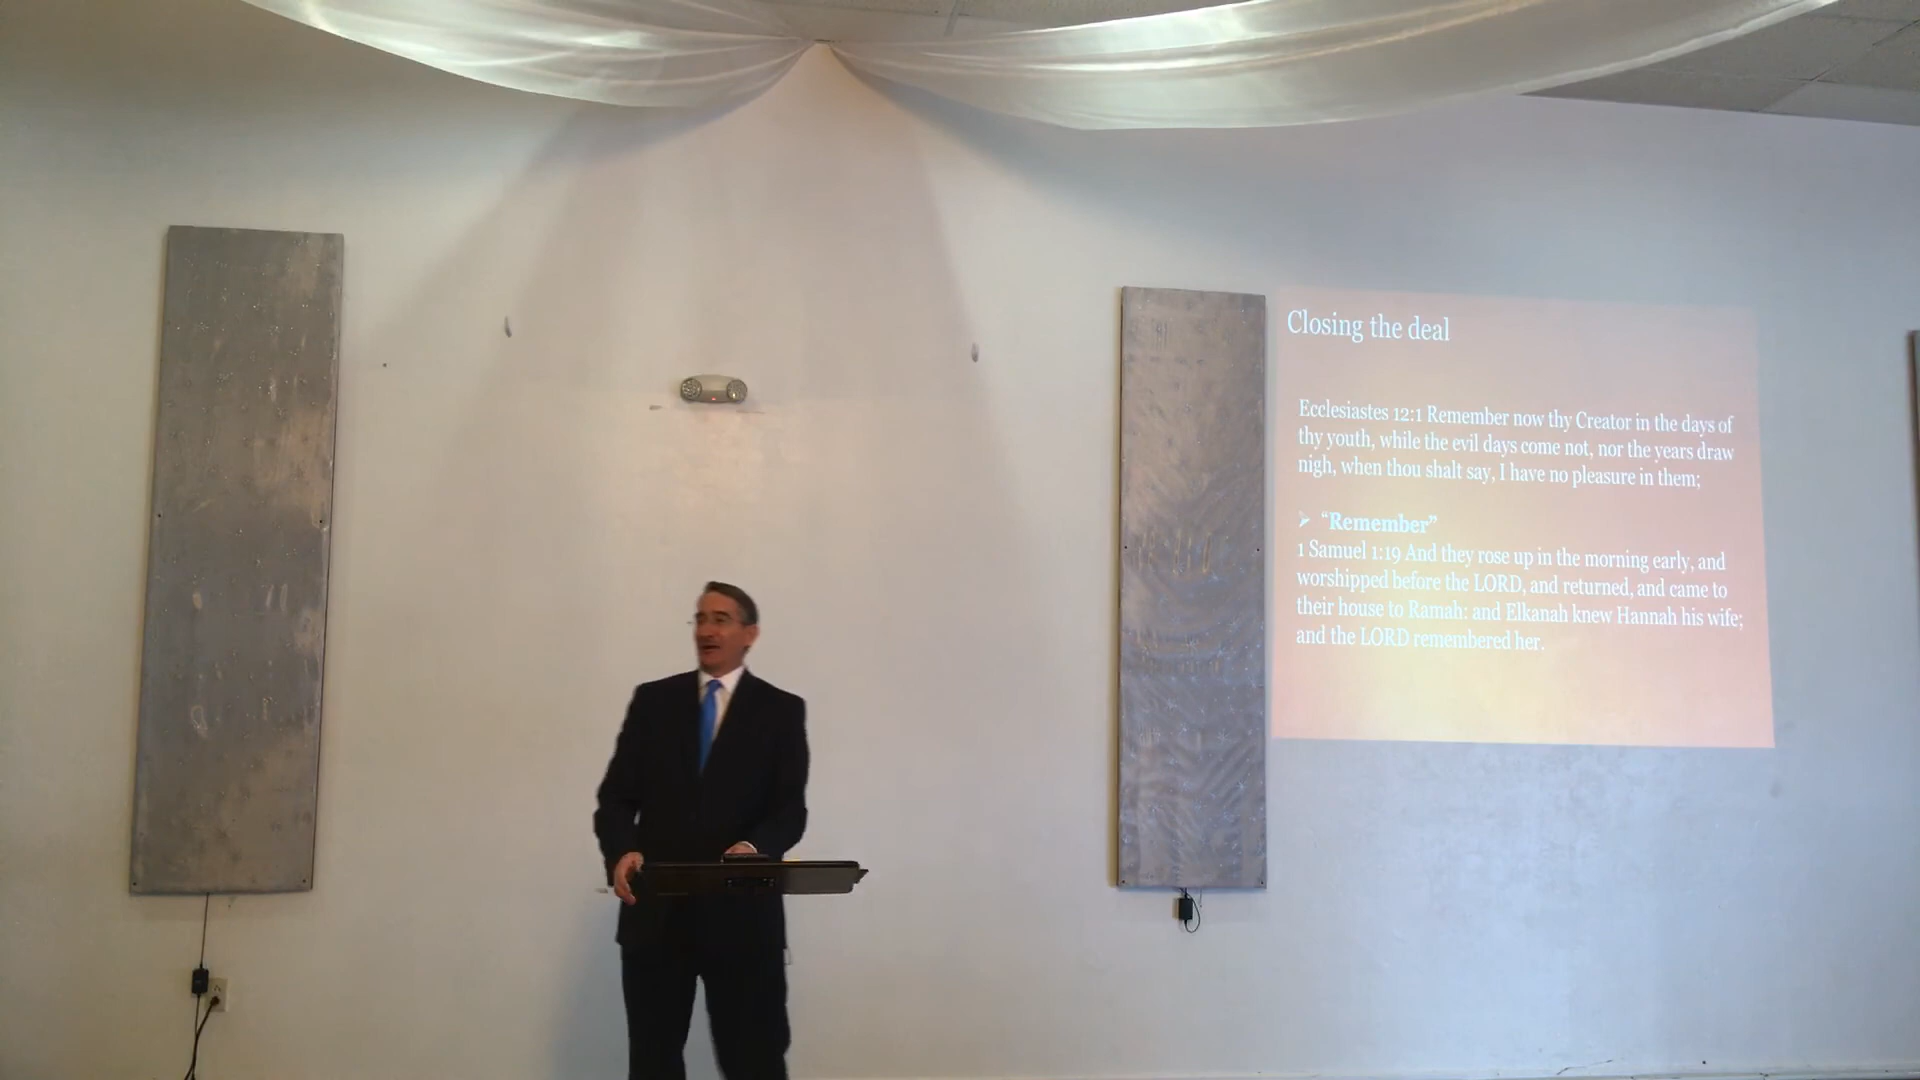 Closing the deal
Ecclesiastes 12:1 Remember now thy Creator in the days of
thy youth, while the evil days come not, nor the years draw
nigh, when thou shalt say, I have no pleasure in them;
➢ “Remember”
1 Samuel 1:19 And they rose up in the morning early, and
worshipped before the LORD, and returned, and came to
their house to Ramah: and Elkanah knew Hannah his wife;
and the LORD remembered her.